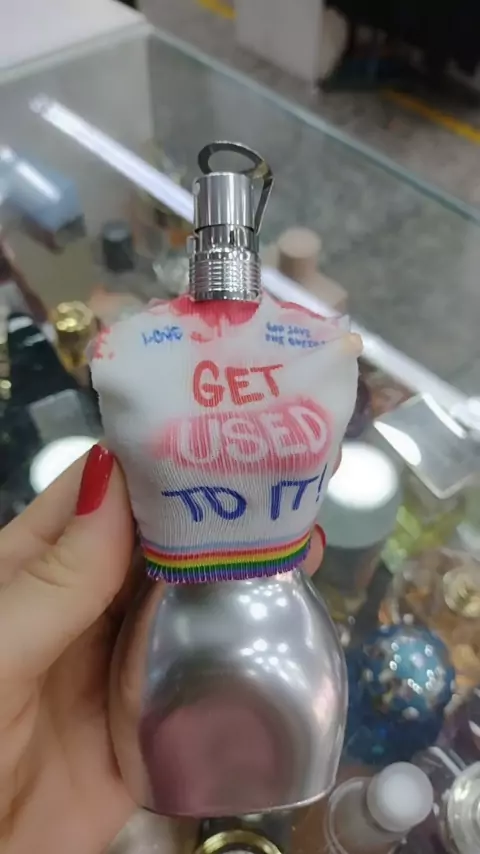 LOVE
GOD SAVE
THE QUEER
GET
USED
TO IT!